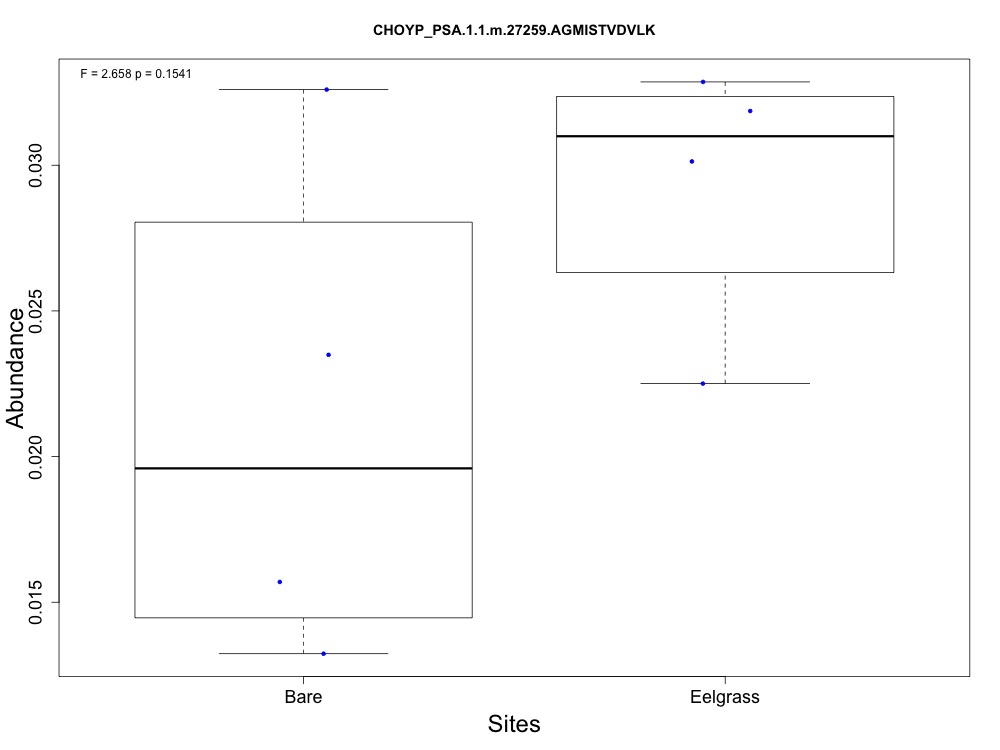 CHOYP_PSA.1.1.m.27259.AGMISTVDVLK
F = 2.658 p = 0.1541
0.030
0.025
0.020
0.015
Abundance
Bare
Eelgrass
Sites